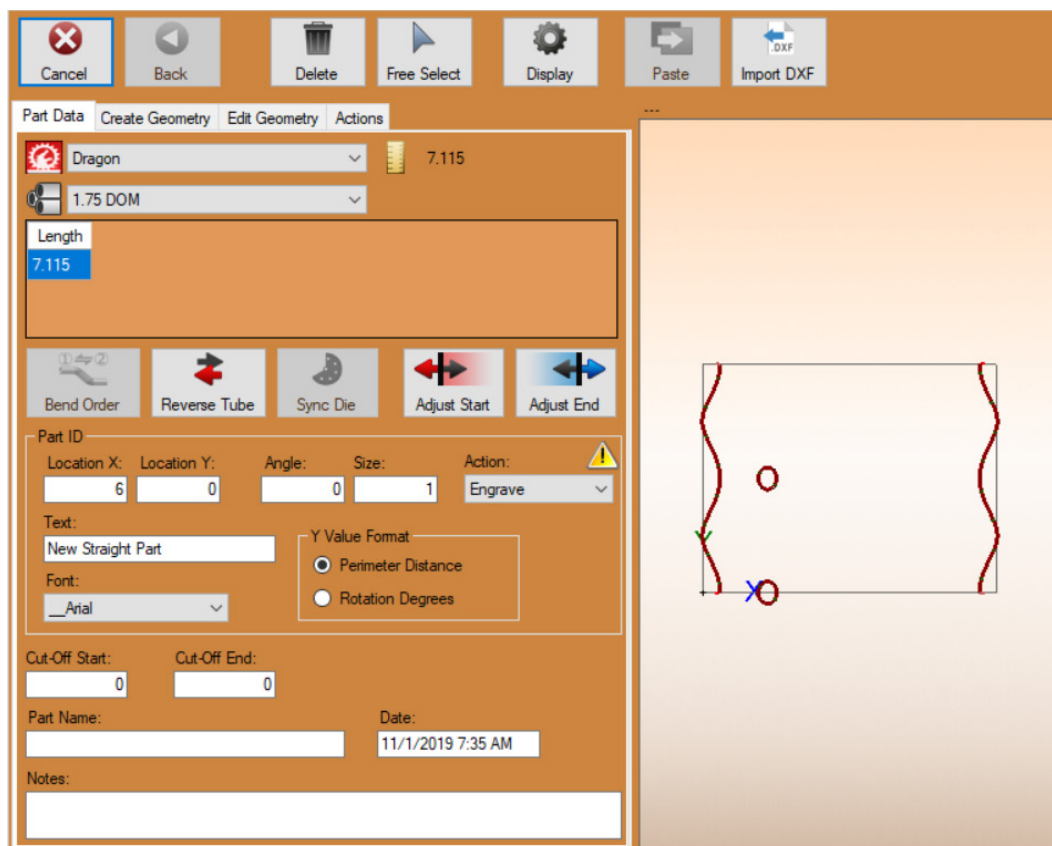 Cancel
Back
Delete
Free Select
Display
Paste
.DXF
Import DXF
Part Data
Create Geometry
Edit Geometry
Actions
---
Dragon
7.115
1.75 DOM
Length
7.115
① ②
Bend Order
Reverse Tube
Sync Die
Adjust Start
Adjust End
Part ID
Location X:
Location Y:
Angle:
Size:
Action:
6
0
0
1
Engrave
Text:
New Straight Part
Y Value Format
Perimeter Distance
Font:
Rotation Degrees
__Arial
Cut-Off Start:
Cut-Off End:
0
0
Part Name:
Date:
11/1/2019 7:35 AM
Notes:
Y
X